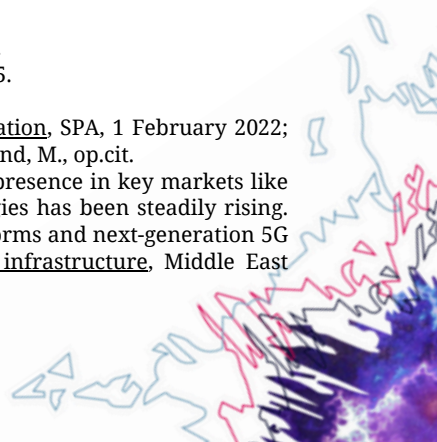 5.
ation, SPA, 1 February 2022;
nd, M., op.cit.
presence in key markets like
ies has been steadily rising.
orms and next-generation 5G
infrastructure, Middle East